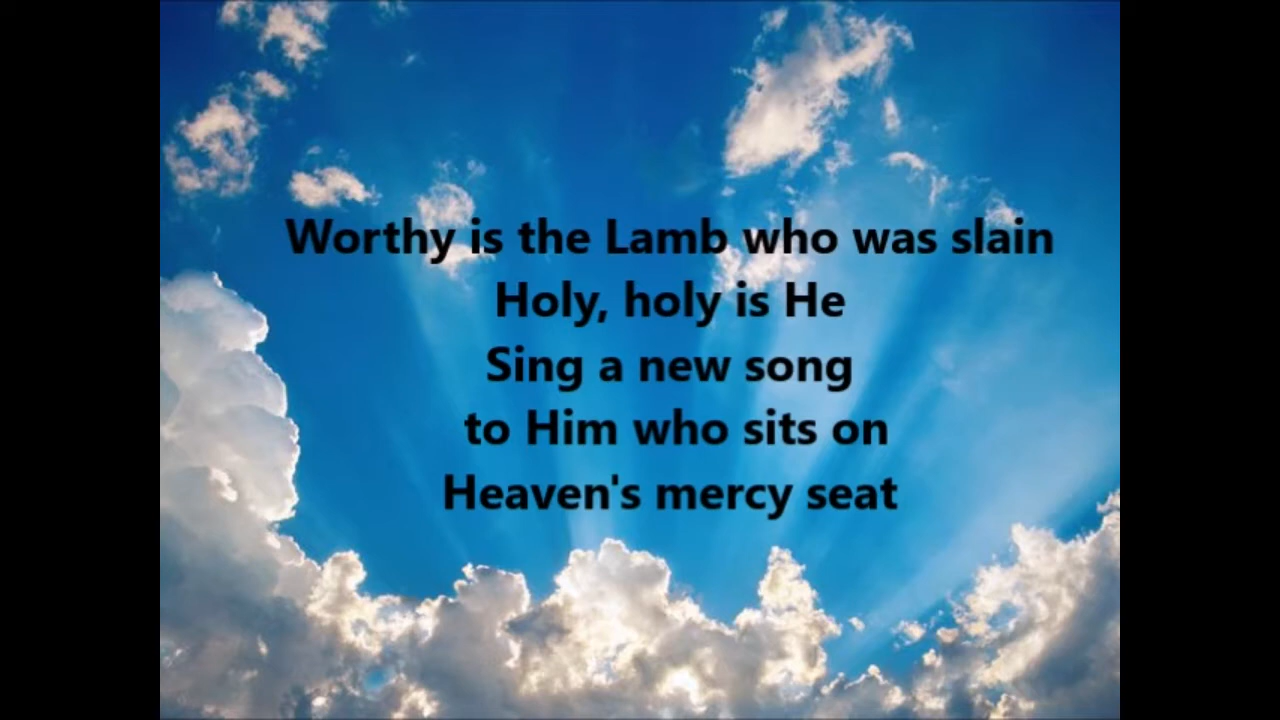 Worthy is the Lamb who was slain
Holy, holy is He
Sing a new song
to Him who sits on
Heaven's mercy seat